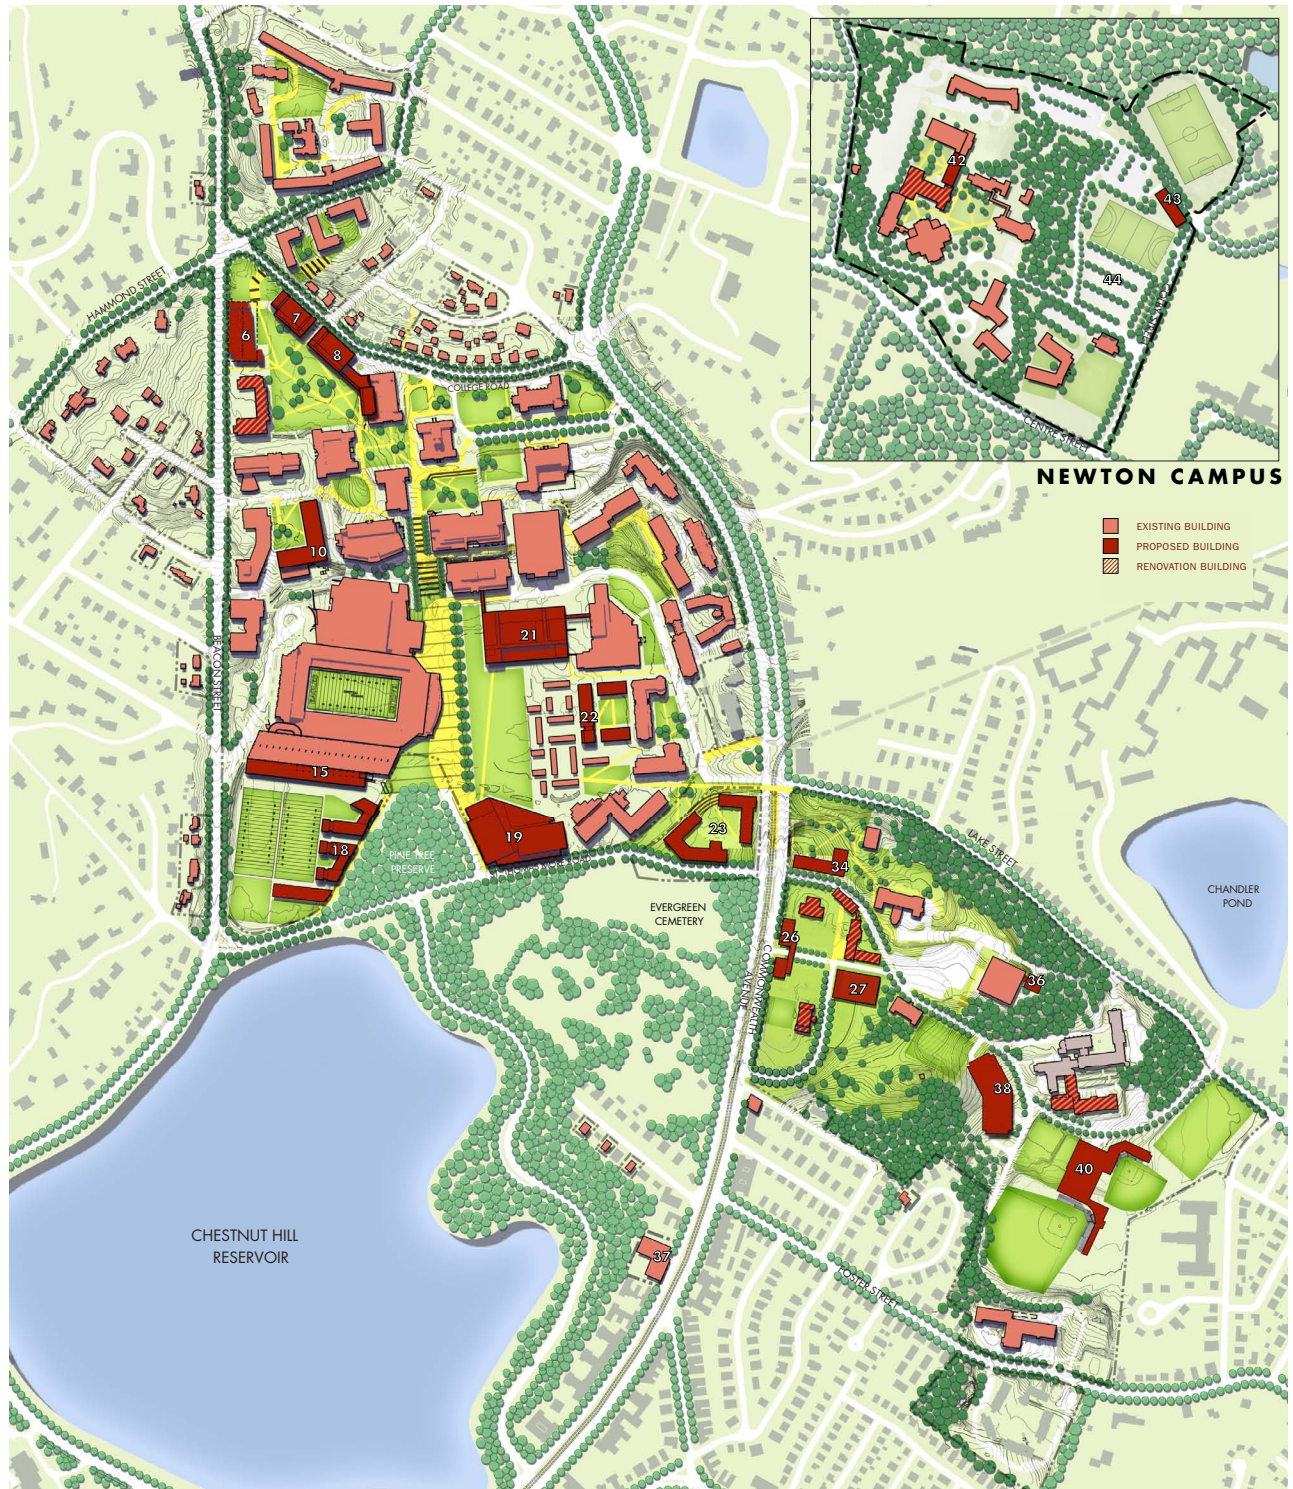 42
43
44
CENTRE STREET
NEWTON CAMPUS
EXISTING BUILDING
PROPOSED BUILDING
RENOVATION BUILDING
HAMMOND STREET
6
7
8
COLLEGE ROAD
10
BEACON STREET
21
22
15
19
18
23
PINE TREE
PRESERVE
LAKE STREET
34
CHANDLER
POND
EVERGREEN
CEMETERY
26
COMMONWEALTH
AVENUE
27
36
38
40
CHESTNUT HILL
RESERVOIR
37
FOSTER STREET